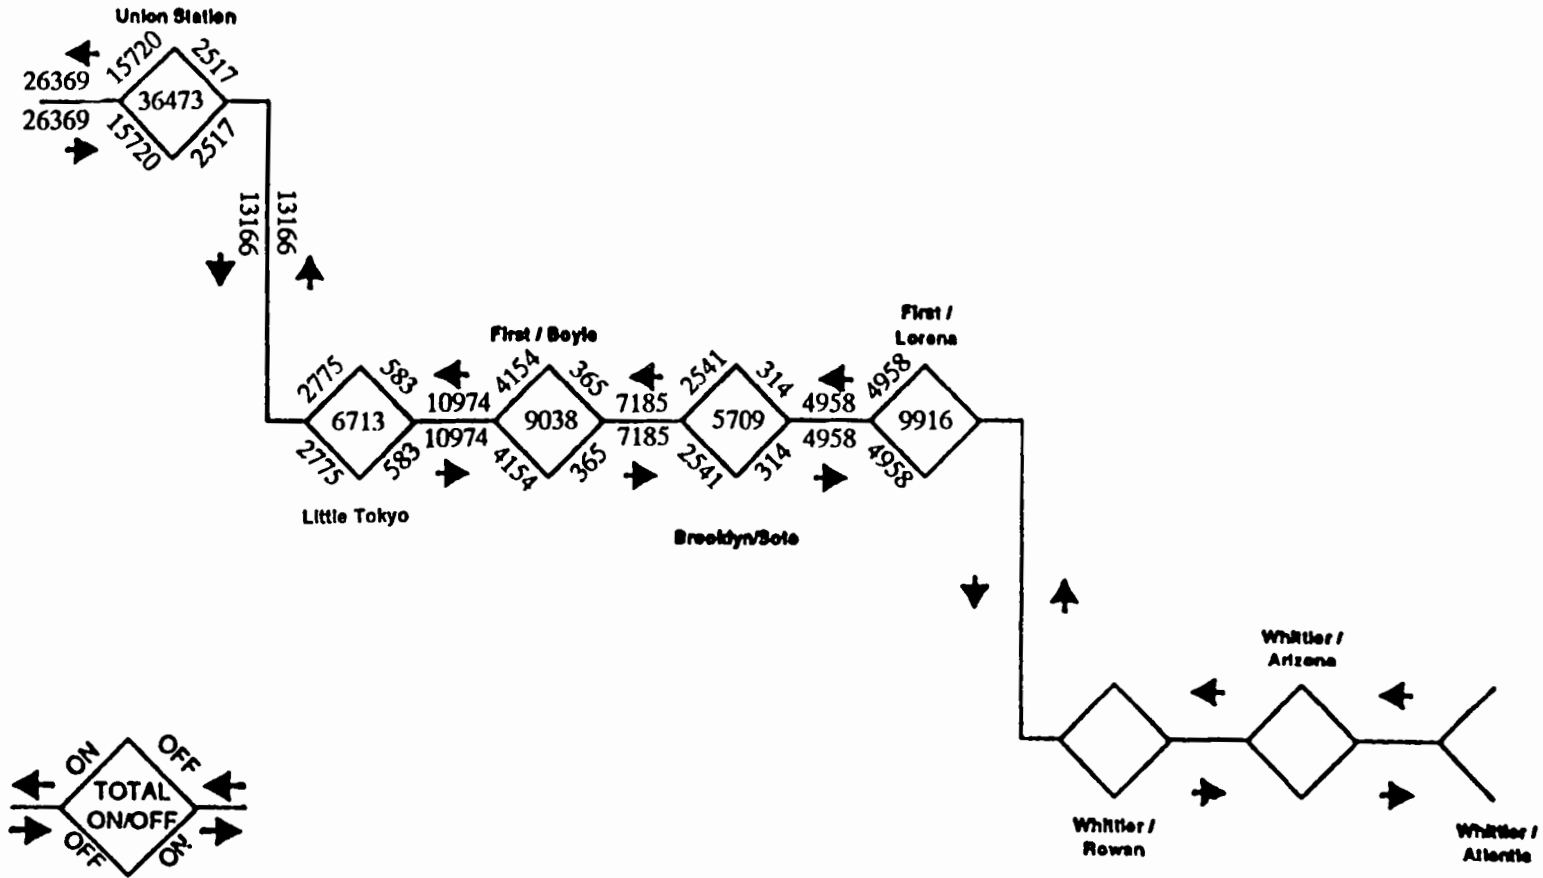 Union Station
26369
15720
2517
36473
26369
15720
2517
13166
13166
First / Boyle
First /
Lorena
2775
583
10974
4154
365
7185
2541
314
4958
4958
6713
9038
5709
9916
2775
583
10974
4154
365
7185
2541
314
4958
4958
Little Tokyo
Brooklyn/Soto
Whittier /
Arizona
Whittier /
Rowan
Whittier /
Atlantic
ON
OFF
TOTAL
ON/OFF
OFF
ON